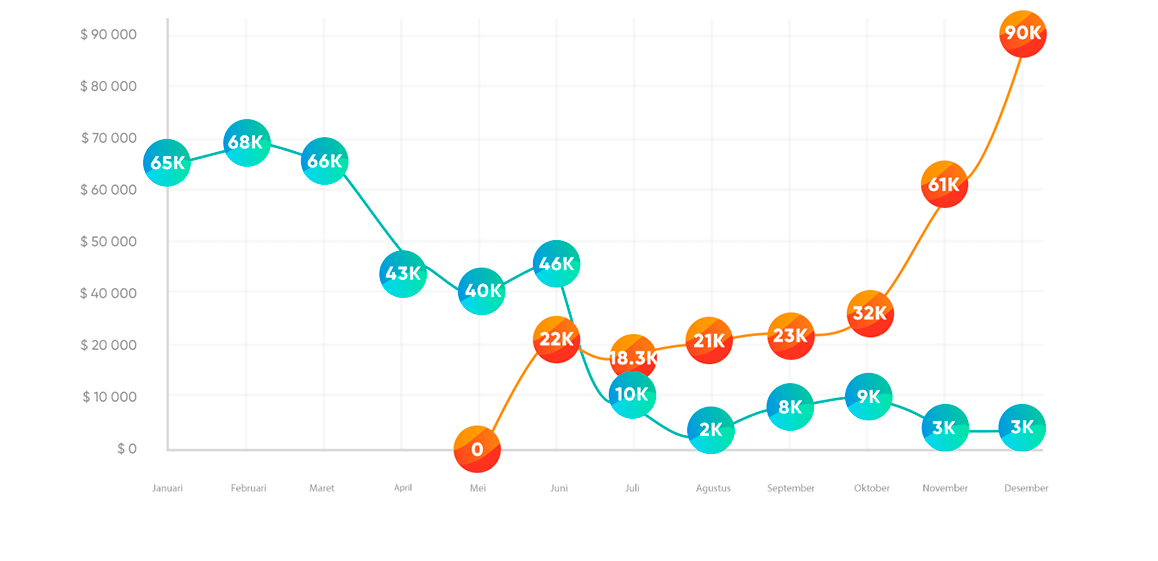 $ 90 000
90K
$ 80 000
$ 70 000
65K
68K
66K
$ 60 000
61K
$ 50 000
43K
46K
$ 40 000
40K
32K
22K
18.3K
21K
23K
$ 20 000
10K
$ 10 000
2K
8K
9K
3K
3K
$ 0
0
Januari Februari Maret April Mei Juni Juli Agustus September Oktober November Desember